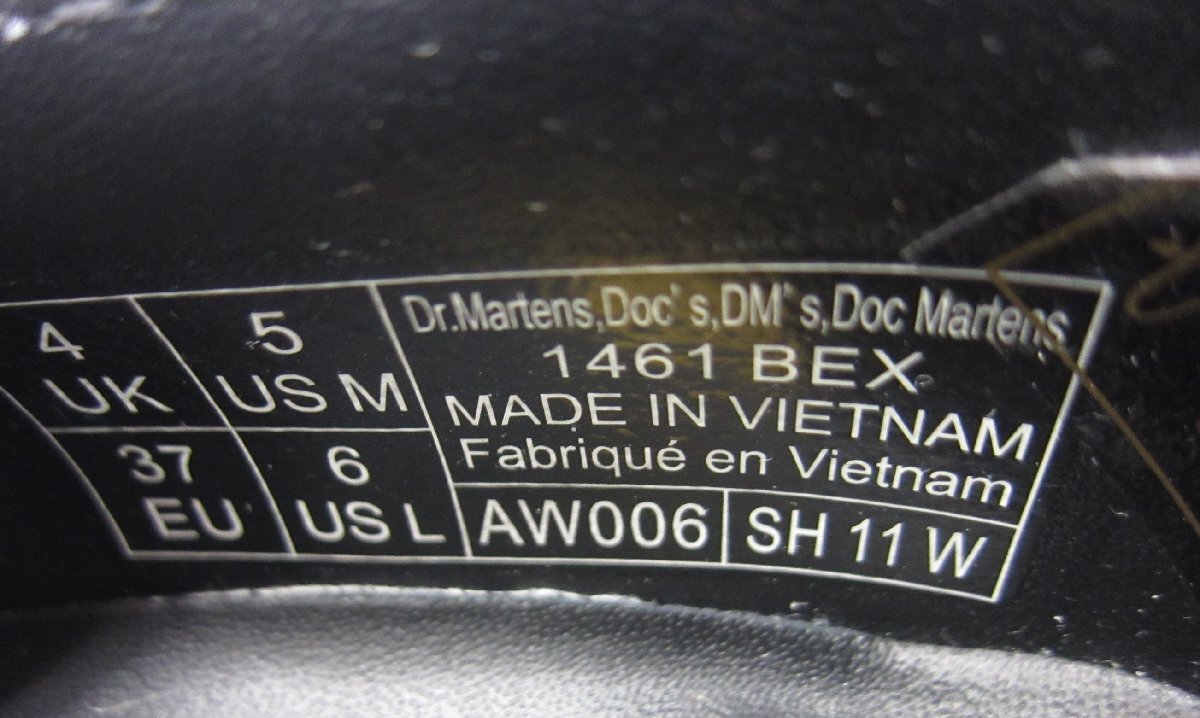 4
UK
5
US M
37
EU
6
US L
Dr.Martens,Doc's,DM's,Doc Martens
1461 BEX
MADE IN VIETNAM
Fabriqué en Vietnam
AW006
SH 11 W